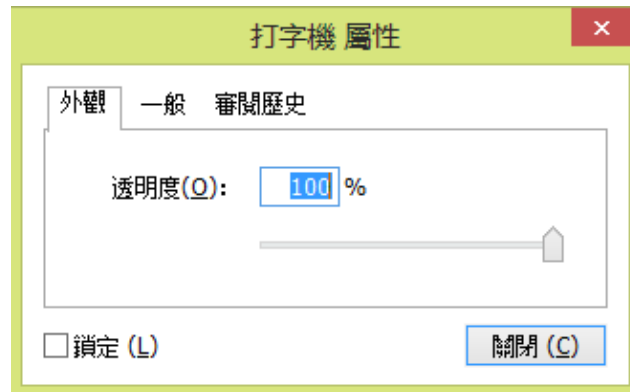 打字機 屬性
外觀 一般 審閱歷史
透明度(O): 100 %
鎖定 (L) 關閉 (C)